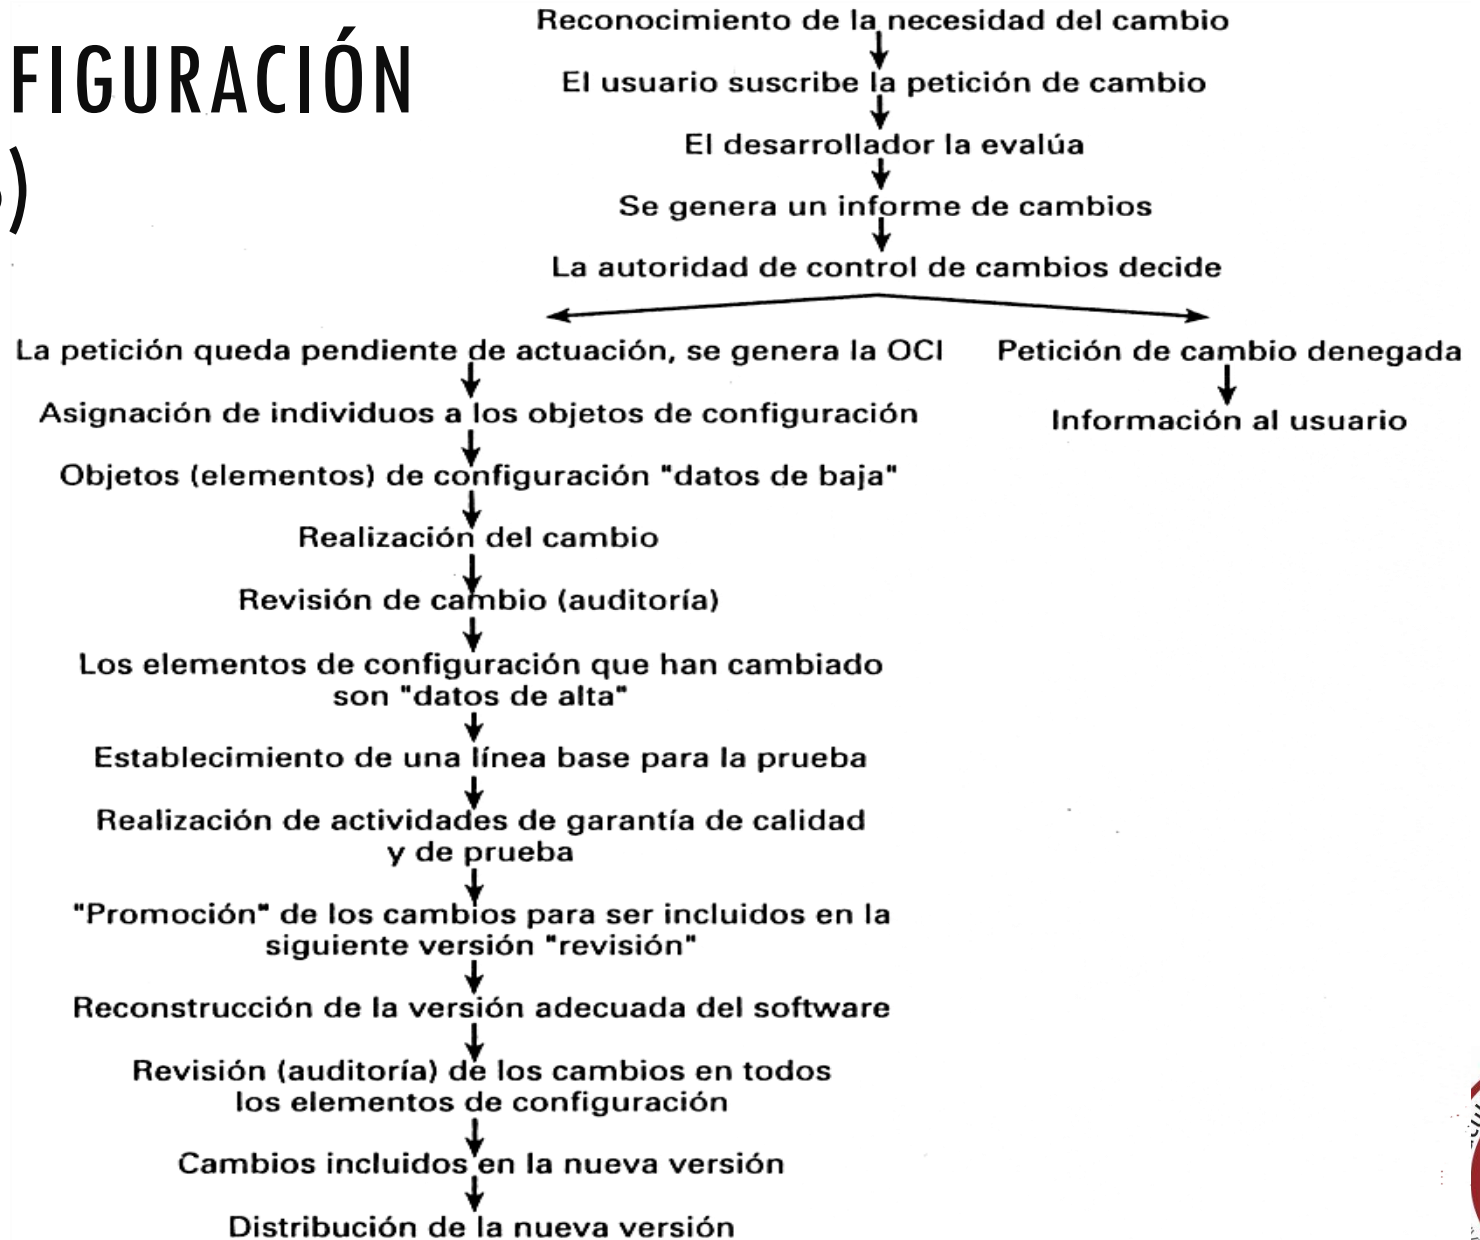 FIGURACIÓN
)
Reconocimiento de la necesidad del cambio
El usuario suscribe la petición de cambio
El desarrollador la evalúa
Se genera un informe de cambios
La autoridad de control de cambios decide
La petición queda pendiente de actuación, se genera la OCI
Asignación de individuos a los objetos de configuración
Objetos (elementos) de configuración "datos de baja"
Realización del cambio
Revisión de cambio (auditoría)
Los elementos de configuración que han cambiado
son "datos de alta"
Establecimiento de una línea base para la prueba
Realización de actividades de garantía de calidad
y de prueba
"Promoción" de los cambios para ser incluidos en la
siguiente versión "revisión"
Reconstrucción de la versión adecuada del software
Revisión (auditoría) de los cambios en todos
los elementos de configuración
Cambios incluidos en la nueva versión
Distribución de la nueva versión
Petición de cambio denegada
Información al usuario